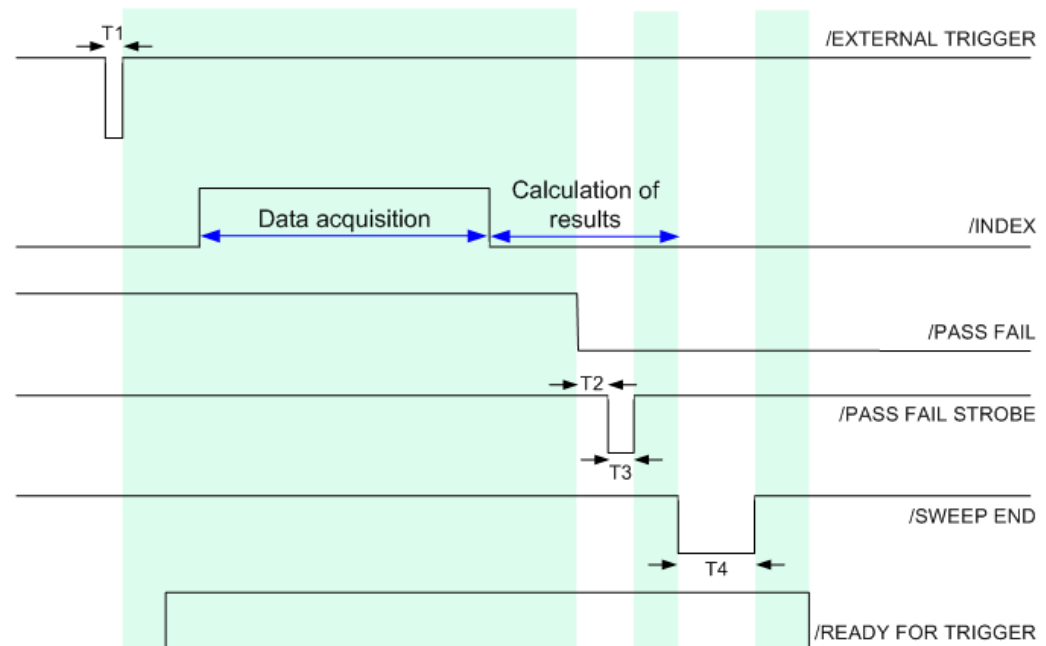 T1
/EXTERNAL TRIGGER
Data acquisition
Calculation of
results
/INDEX
/PASS FAIL
T2
/PASS FAIL STROBE
T3
/SWEEP END
T4
/READY FOR TRIGGER